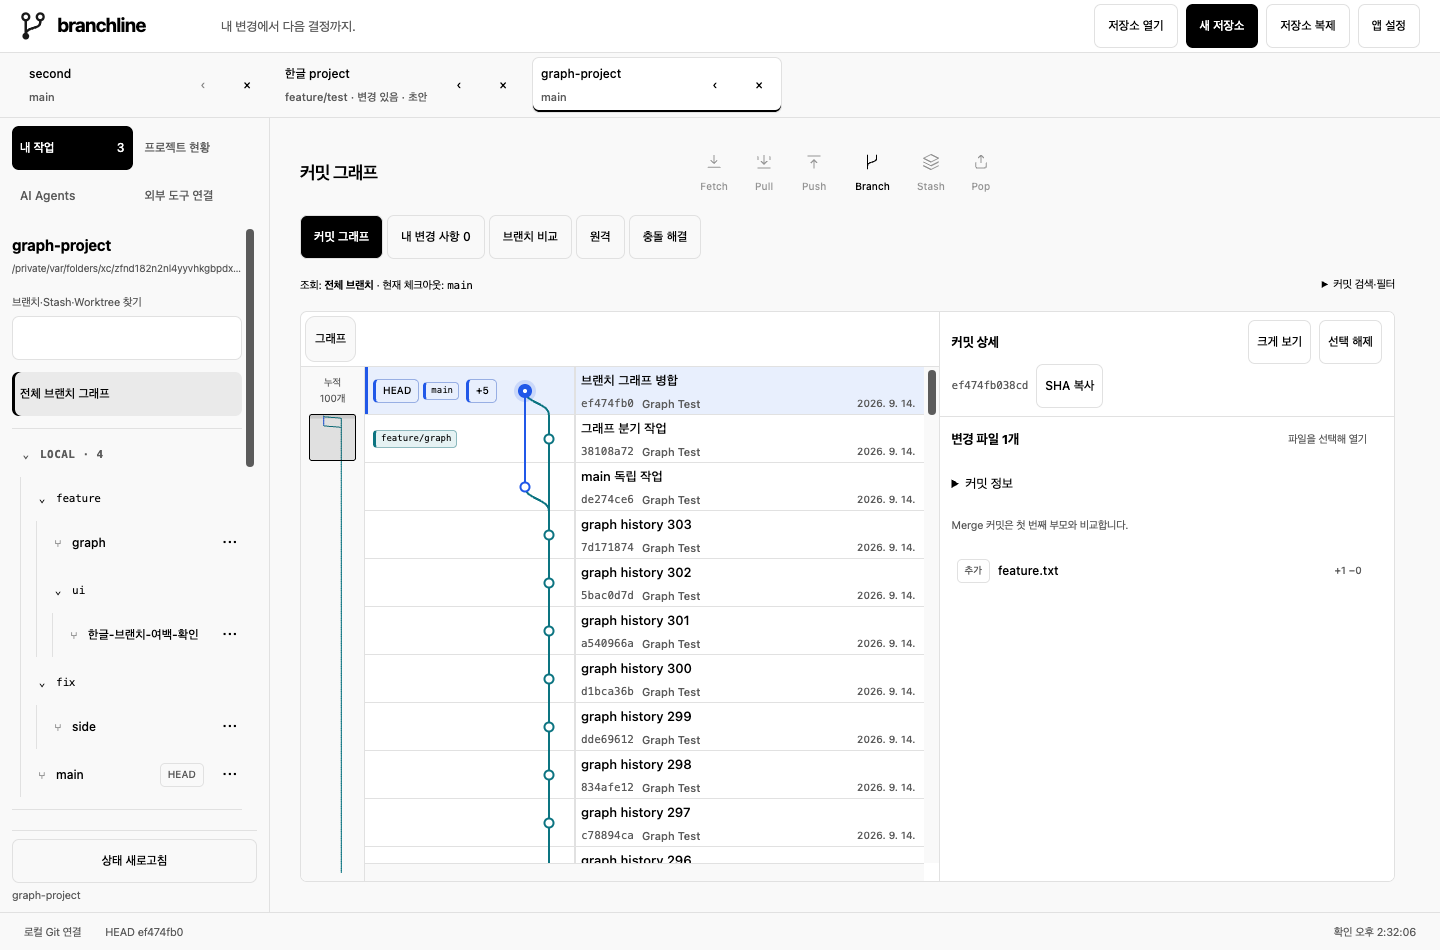 branchline
내 변경에서 다음 결정까지.
저장소 열기
새 저장소
저장소 복제
앱 설정
second
main
한글 project
feature/test · 변경 있음 · 초안
graph-project
main
내 작업 3
프로젝트 현황
AI Agents
외부 도구 연결
graph-project
/private/var/folders/xc/zfnd182n2nl4yyvhkgbpdx...
브랜치·Stash·Worktree 찾기
전체 브랜치 그래프
LOCAL · 4
feature
graph
ui
한글-브랜치-여백-확인
fix
side
main HEAD
상태 새로고침
graph-project
커밋 그래프
Fetch
Pull
Push
Branch
Stash
Pop
커밋 그래프
내 변경 사항 0
브랜치 비교
원격
충돌 해결
조회: 전체 브랜치 · 현재 체크아웃: main
커밋 검색·필터
그래프
누적
100개
HEAD main +5
브랜치 그래프 병합
ef474fb0 Graph Test 2026. 9. 14.
feature/graph
그래프 분기 작업
38108a72 Graph Test 2026. 9. 14.
main 독립 작업
de274ce6 Graph Test 2026. 9. 14.
graph history 303
7d171874 Graph Test 2026. 9. 14.
graph history 302
5bac0d7d Graph Test 2026. 9. 14.
graph history 301
a540966a Graph Test 2026. 9. 14.
graph history 300
d1bca36b Graph Test 2026. 9. 14.
graph history 299
dde69612 Graph Test 2026. 9. 14.
graph history 298
834afe12 Graph Test 2026. 9. 14.
graph history 297
c78894ca Graph Test 2026. 9. 14.
graph history 296
커밋 상세
크게 보기
선택 해제
ef474fb038cd
SHA 복사
변경 파일 1개
파일을 선택해 열기
커밋 정보
Merge 커밋은 첫 번째 부모와 비교합니다.
추가 feature.txt +1 −0
로컬 Git 연결
HEAD ef474fb0
확인 오후 2:32:06